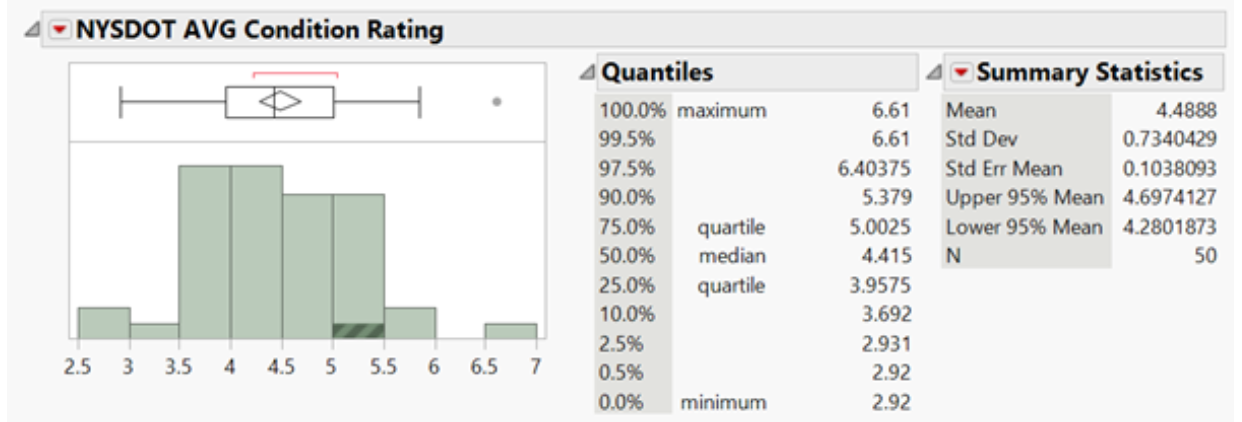 NYSDOT AVG Condition Rating
2.5 3 3.5 4 4.5 5 5.5 6 6.5 7
Quantiles
100.0% maximum 6.61
99.5% 6.61
97.5% 6.40375
90.0% 5.379
75.0% quartile 5.0025
50.0% median 4.415
25.0% quartile 3.9575
10.0% 3.692
2.5% 2.931
0.5% 2.92
0.0% minimum 2.92
Summary Statistics
Mean 4.4888
Std Dev 0.7340429
Std Err Mean 0.1038093
Upper 95% Mean 4.6974127
Lower 95% Mean 4.2801873
N 50